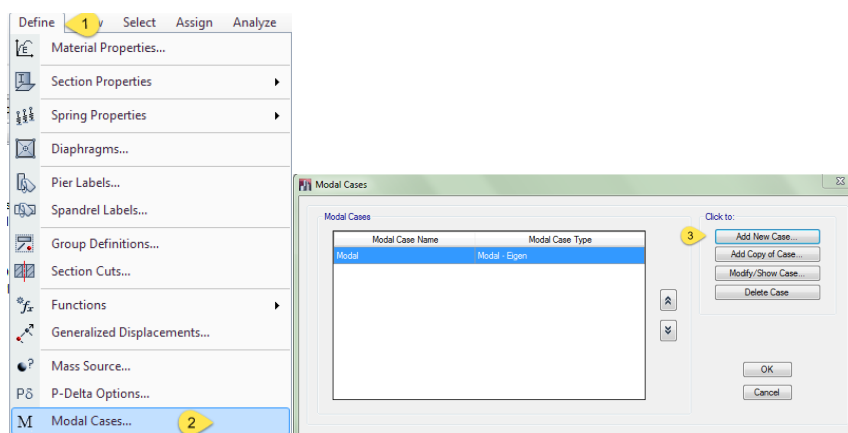 Define
1
Select
Assign
Analyze
Material Properties...
Section Properties
Spring Properties
Diaphragms...
Pier Labels...
Spandrel Labels...
Group Definitions...
Section Cuts...
fx Functions
Generalized Displacements...
Mass Source...
Pδ P-Delta Options...
M Modal Cases...
2
Modal Cases
Modal Cases
Modal Case Name
Modal Case Type
Modal
Modal - Eigen
Click to:
3
Add New Case...
Add Copy of Case...
Modify/Show Case...
Delete Case
OK
Cancel